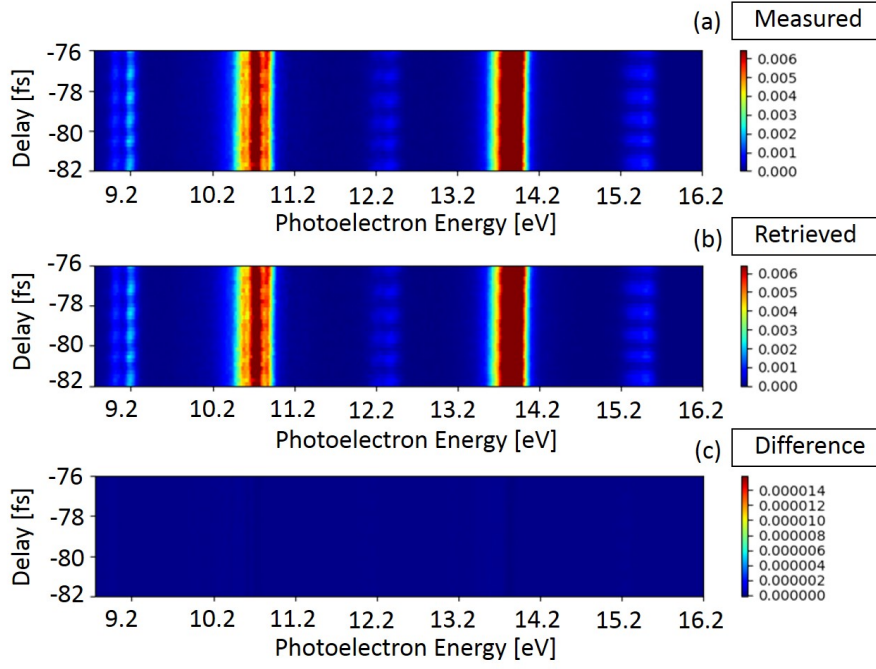 (a) Measured
-76
-78
-80
-82
Delay [fs]
9.2 10.2 11.2 12.2 13.2 14.2 15.2 16.2
Photoelectron Energy [eV]
0.006
0.005
0.004
0.003
0.002
0.001
0.000
(b) Retrieved
-76
-78
-80
-82
Delay [fs]
9.2 10.2 11.2 12.2 13.2 14.2 15.2 16.2
Photoelectron Energy [eV]
0.006
0.005
0.004
0.003
0.002
0.001
0.000
(c) Difference
-76
-78
-80
-82
Delay [fs]
9.2 10.2 11.2 12.2 13.2 14.2 15.2 16.2
Photoelectron Energy [eV]
0.000014
0.000012
0.000010
0.000008
0.000006
0.000004
0.000002
0.000000